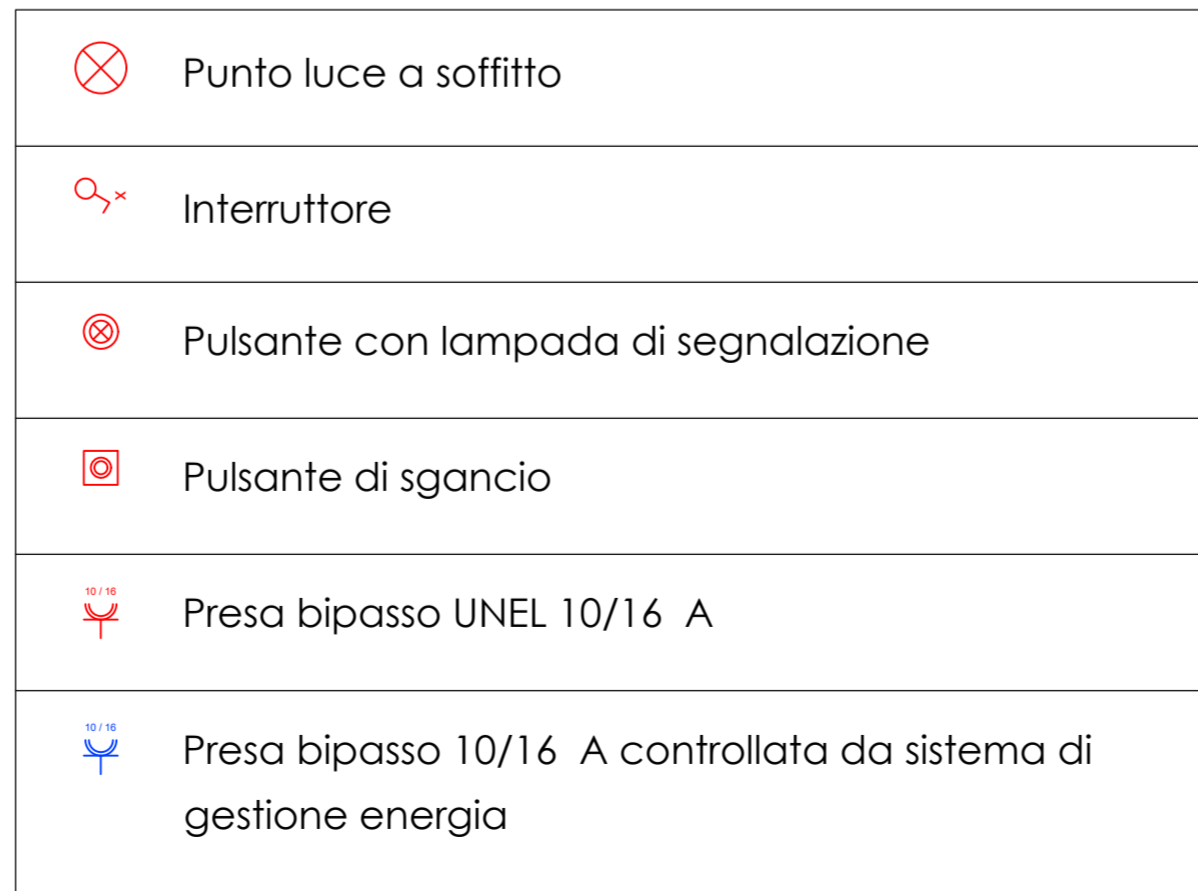 Punto luce a soffitto
x
Interruttore
Pulsante con lampada di segnalazione
Pulsante di sgancio
10 / 16
Presa bipasso UNEL 10/16 A
10 / 16
Presa bipasso 10/16 A controllata da sistema di
gestione energia